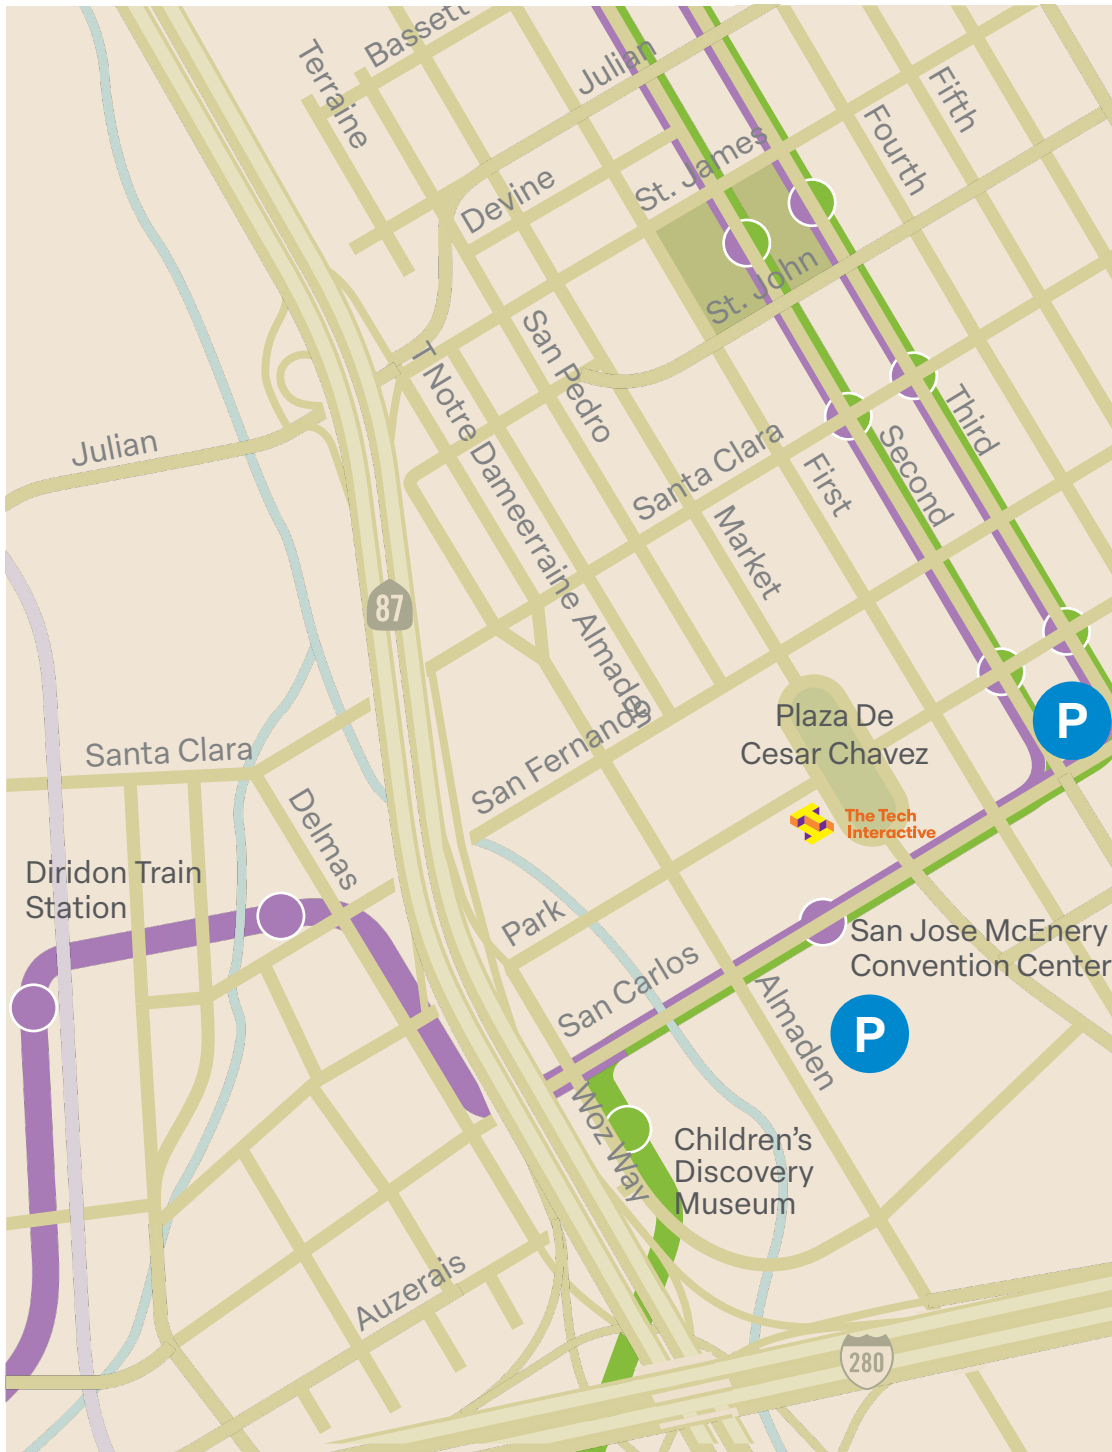 Bassett
Terraine
Julian
Fifth
Fourth
St. James
Devine
St. John
San Pedro
T Notre Dameerraine Almaden
Third
Julian
Santa Clara
Second
First
Market
87
San Fernando
Plaza De
Cesar Chavez
P
Santa Clara
Delmas
The Tech
Interactive
Diridon Train
Station
Park
San Jose McEnery
Convention Center
San Carlos
Almaden
P
Woz Way
Children's
Discovery
Museum
Auzerais
280